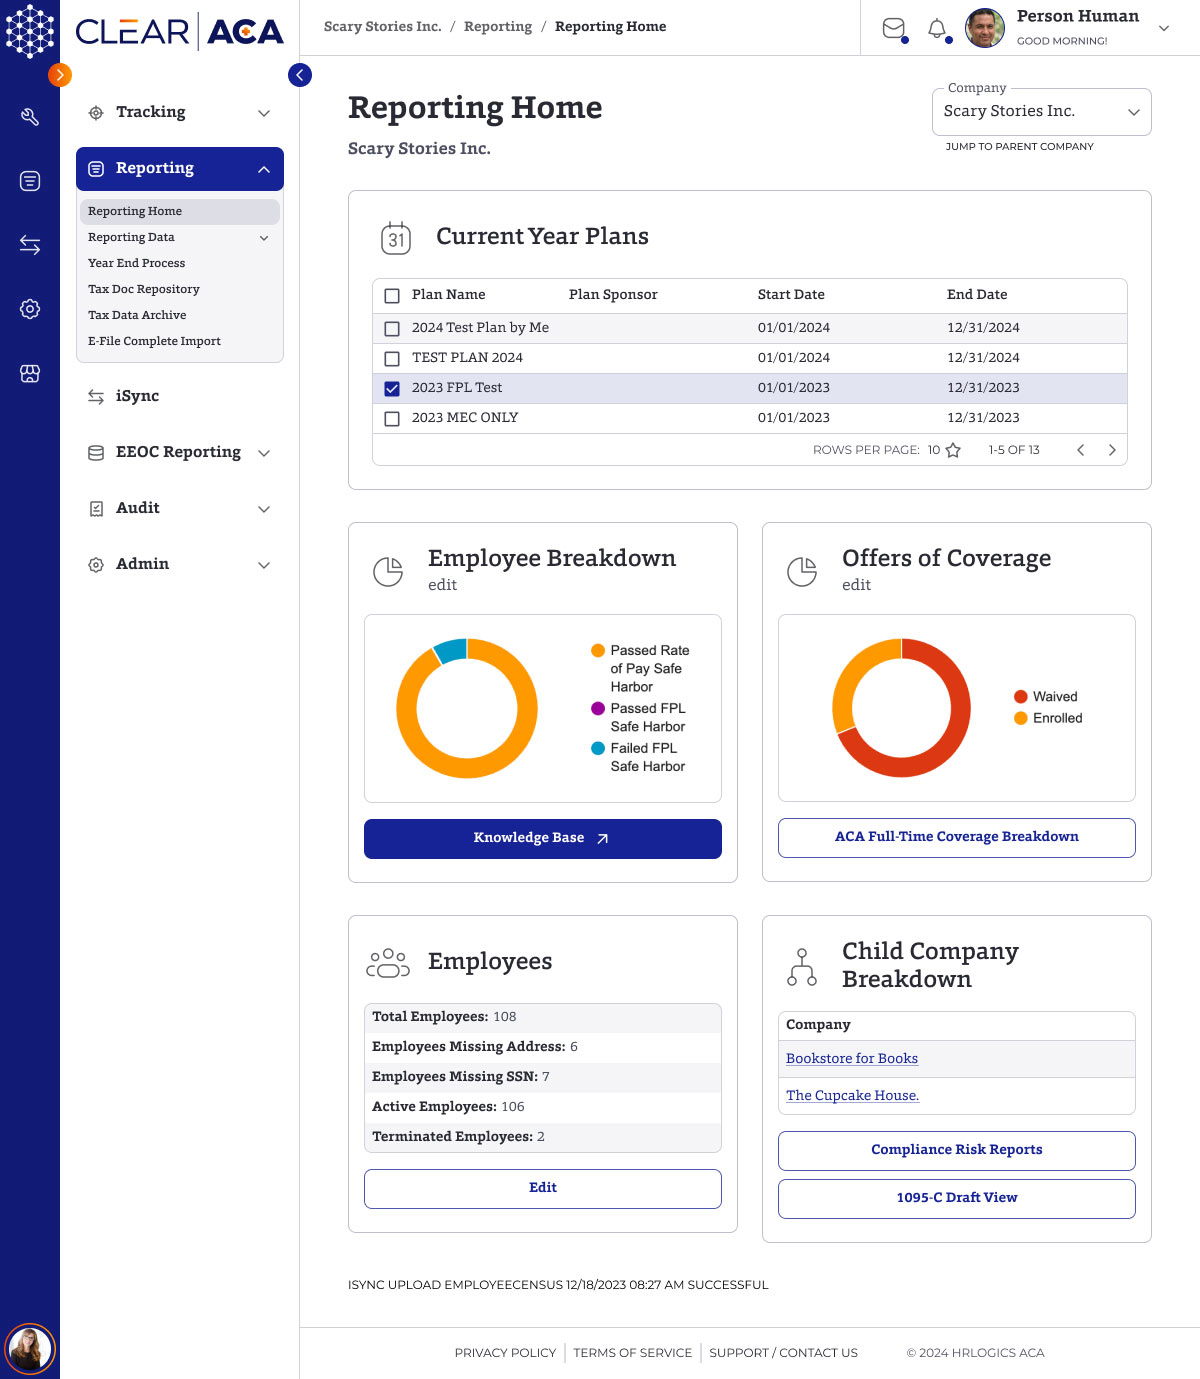 CLEAR ACA
Scary Stories Inc. / Reporting / Reporting Home
Person Human
GOOD MORNING!
Tracking
Reporting
Reporting Home
Reporting Data
Year End Process
Tax Doc Repository
Tax Data Archive
E-File Complete Import
iSync
EEOC Reporting
Audit
Admin
Reporting Home
Scary Stories Inc.
Company
Scary Stories Inc.
JUMP TO PARENT COMPANY
31
Current Year Plans
Plan Name Plan Sponsor Start Date End Date
2024 Test Plan by Me 01/01/2024 12/31/2024
TEST PLAN 2024 01/01/2024 12/31/2024
2023 FPL Test 01/01/2023 12/31/2023
2023 MEC ONLY 01/01/2023 12/31/2023
ROWS PER PAGE: 10 1-5 OF 13
Employee Breakdown
edit
Passed Rate
of Pay Safe
Harbor
Passed FPL
Safe Harbor
Failed FPL
Safe Harbor
Knowledge Base
Offers of Coverage
edit
Waived
Enrolled
ACA Full-Time Coverage Breakdown
Employees
Total Employees: 108
Employees Missing Address: 6
Employees Missing SSN: 7
Active Employees: 106
Terminated Employees: 2
Edit
Child Company
Breakdown
Company
Bookstore for Books
The Cupcake House.
Compliance Risk Reports
1095-C Draft View
ISYNC UPLOAD EMPLOYEECENSUS 12/18/2023 08:27 AM SUCCESSFUL
PRIVACY POLICY TERMS OF SERVICE SUPPORT / CONTACT US © 2024 HRLOGICS ACA